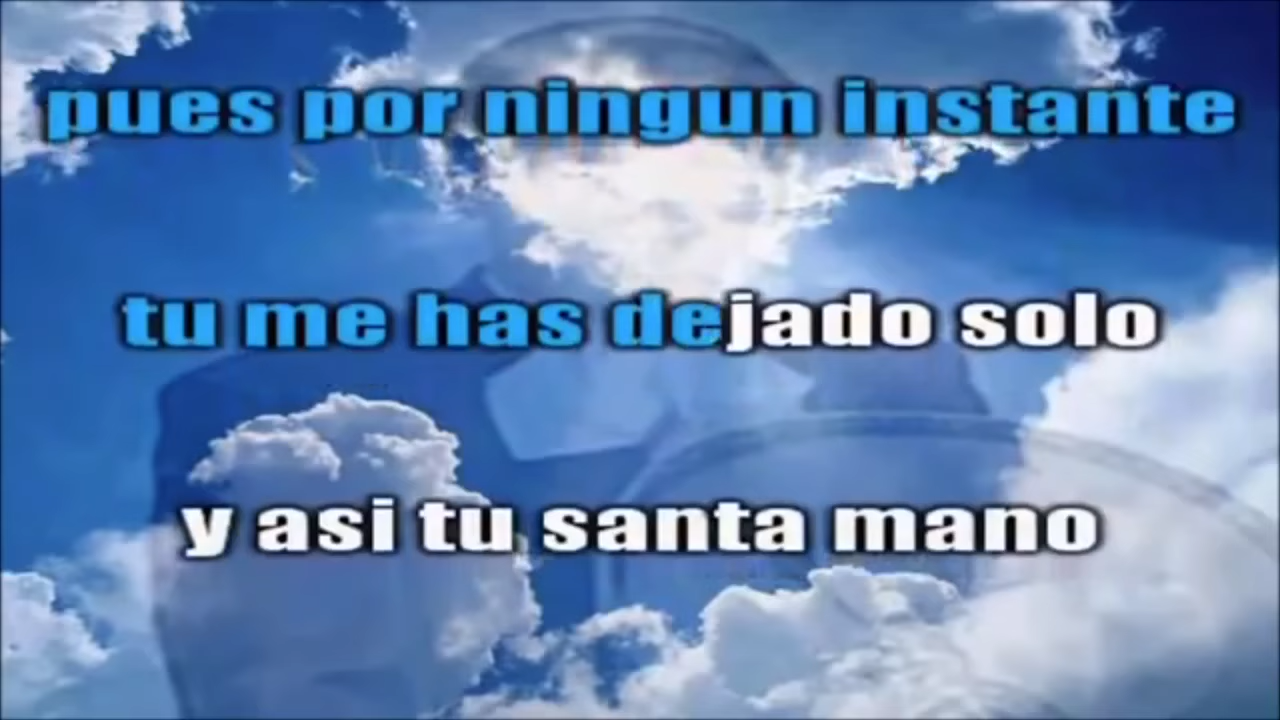 pues por ningun instante
tu me has dejado solo
y asi tu santa mano